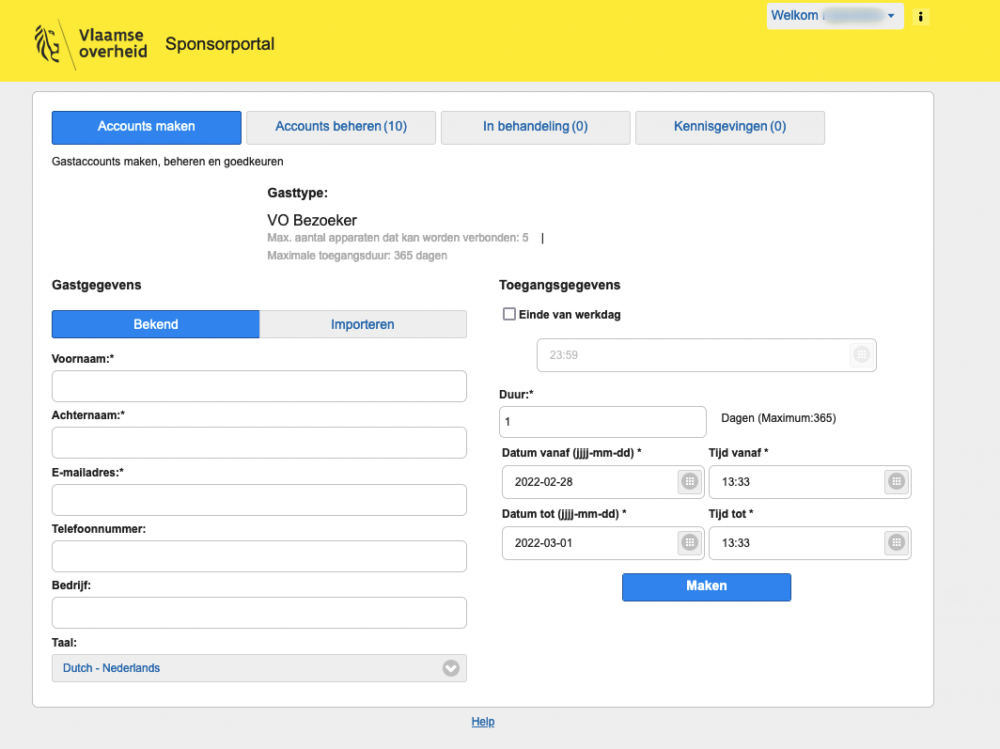 Welkom
i
Vlaamse
overheid
Sponsorportal
Accounts maken
Accounts beheren (10)
In behandeling (0)
Kennisgevingen (0)
Gastaccounts maken, beheren en goedkeuren
Gasttype:
VO Bezoeker
Max. aantal apparaten dat kan worden verbonden: 5 |
Maximale toegangsduur: 365 dagen
Gastgegevens
Bekend
Importeren
Voornaam:*
Achternaam:*
E-mailadres:*
Telefoonnummer:
Bedrijf:
Taal:
Dutch - Nederlands
Toegangsgegevens
Einde van werkdag
23:59
Duur:*
1
Dagen (Maximum:365)
Datum vanaf (jjjj-mm-dd) *
Tijd vanaf *
2022-02-28
13:33
Datum tot (jjjj-mm-dd) *
Tijd tot *
2022-03-01
13:33
Maken
Help